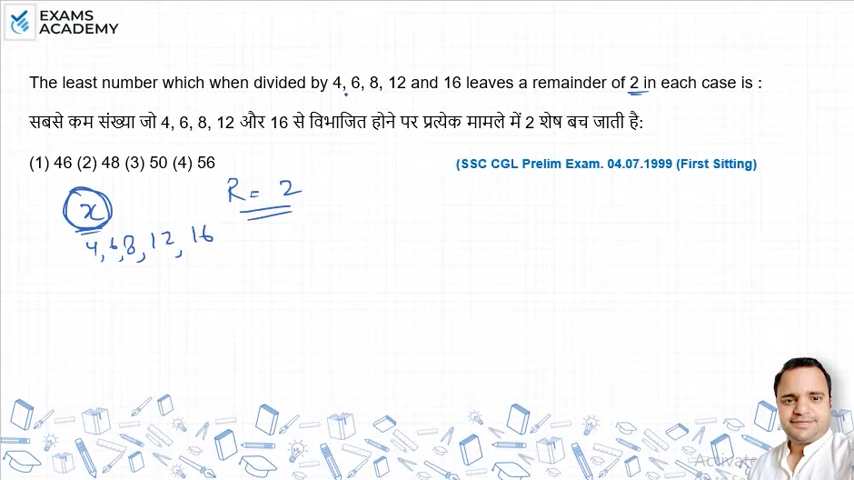 EXAMS
ACADEMY
The least number which when divided by 4, 6, 8, 12 and 16 leaves a remainder of 2 in each case is :
सबसे कम संख्या जो 4, 6, 8, 12 और 16 से विभाजित होने पर प्रत्येक मामले में 2 शेष बच जाती है:
(1) 46 (2) 48 (3) 50 (4) 56
(SSC CGL Prelim Exam. 04.07.1999 (First Sitting)
x
R = 2
4, 6, 8, 12, 16